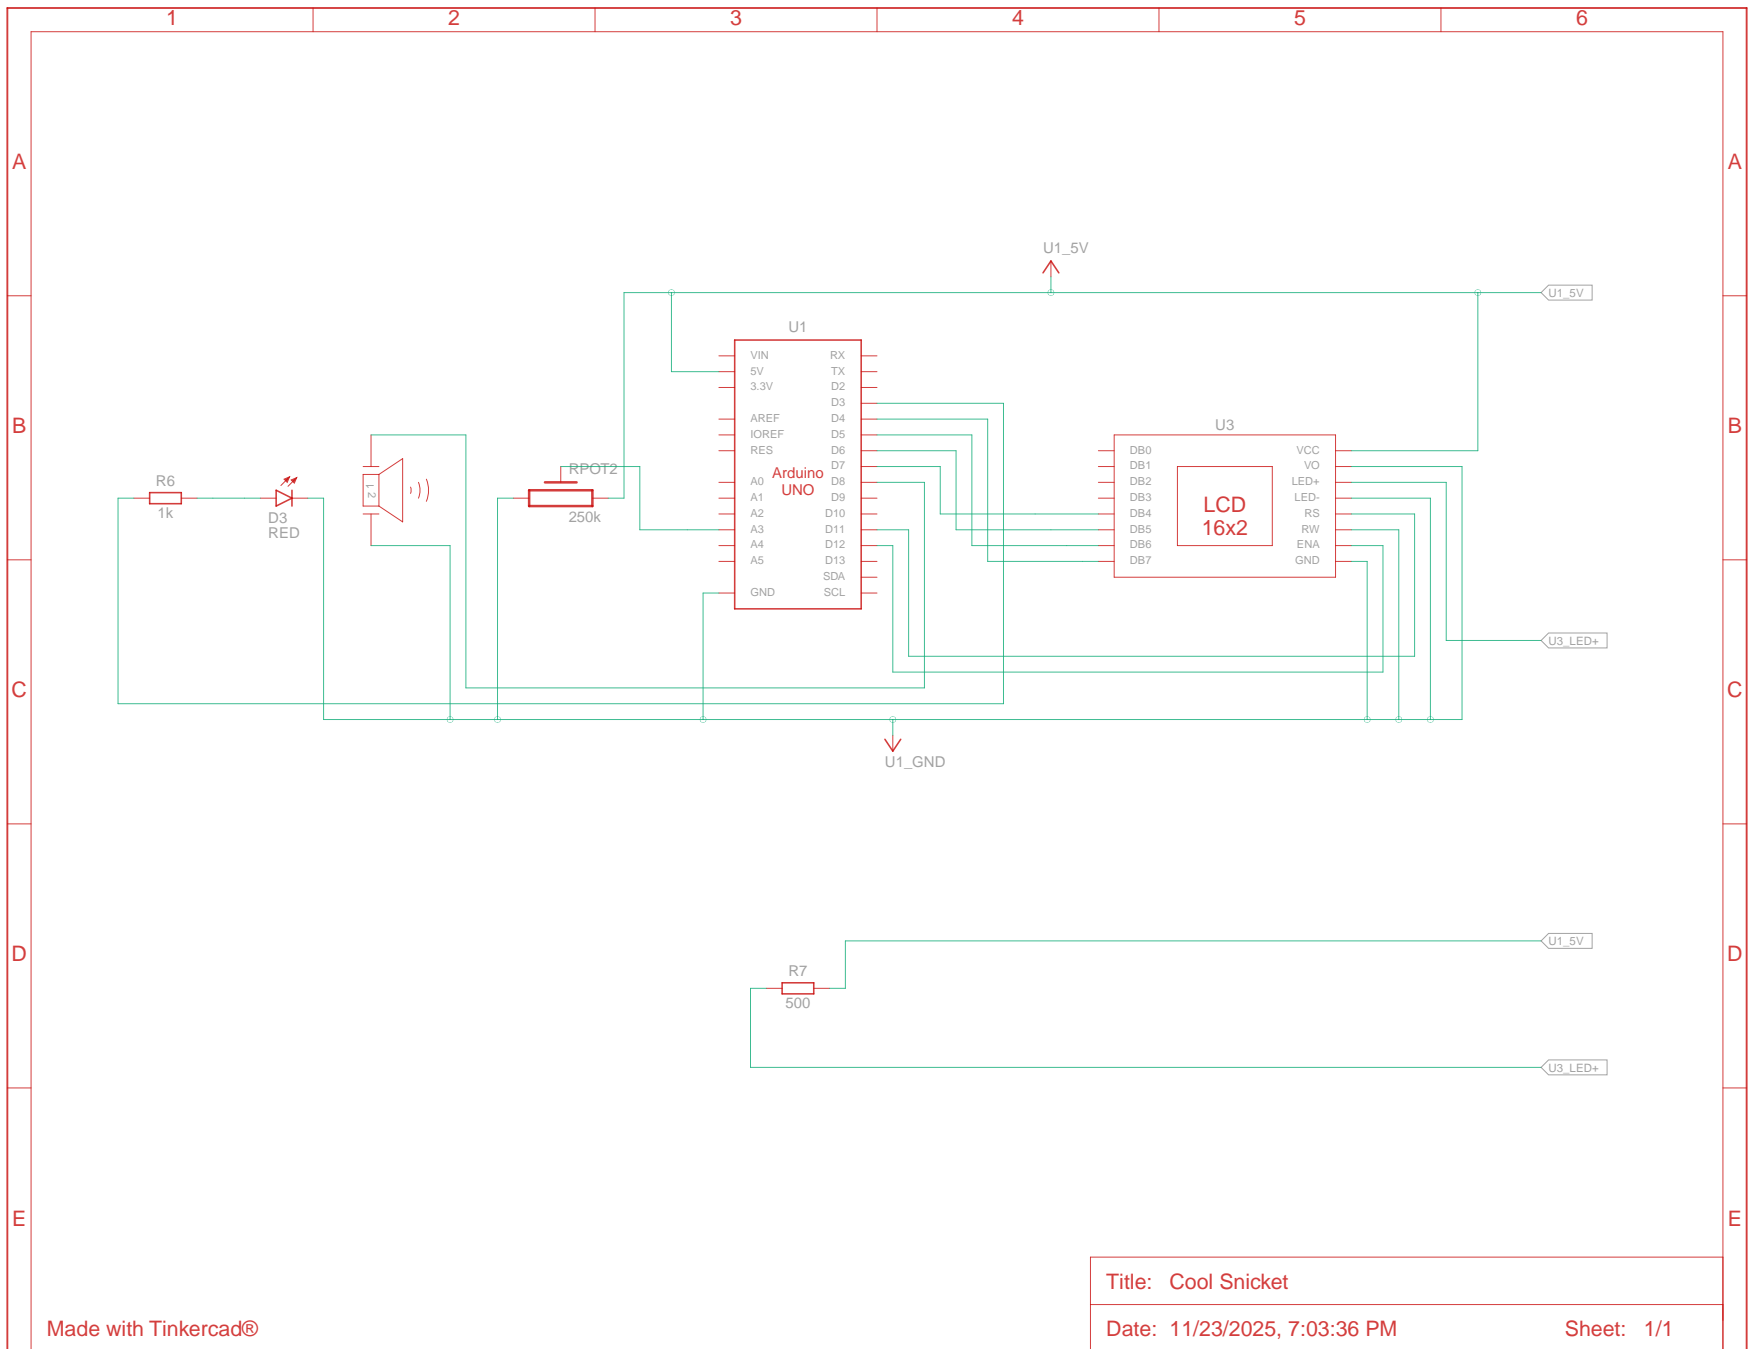 1 2 3 4 5 6
A A
U1_5V
U1_5V
U1
VIN RX
5V TX
3.3V D2
D3
AREF D4
B IOREF D5 B
RES D6
D7
Arduino
UNO
A0 D8
A1 D9
A2 D10
A3 D11
A4 D12
A5 D13
SDA
GND SCL
U3
DB0 VCC
DB1 VO
DB2 LED+
DB3 LED-
DB4 RS
DB5 RW
DB6 ENA
DB7 GND
LCD
16x2
RPOT2
250k
R6
1k
D3
RED
1 2
U3_LED+
C C
U1_GND
D D
U1_5V
R7
500
U3_LED+
E E
Title: Cool Snicket
Made with Tinkercad®
Date: 11/23/2025, 7:03:36 PM Sheet: 1/1